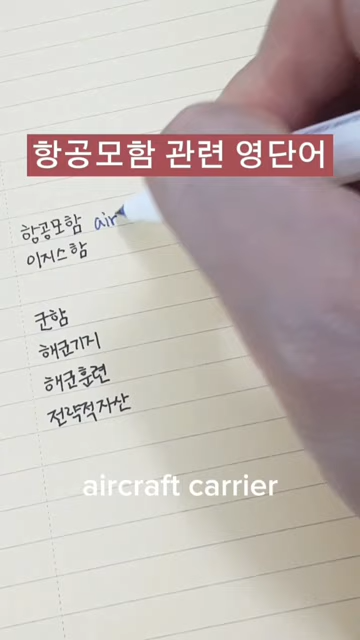 항공모함 관련 영단어
항공모함 air
이지스함
군함
해군기지
해군훈련
전략적자산
aircraft carrier